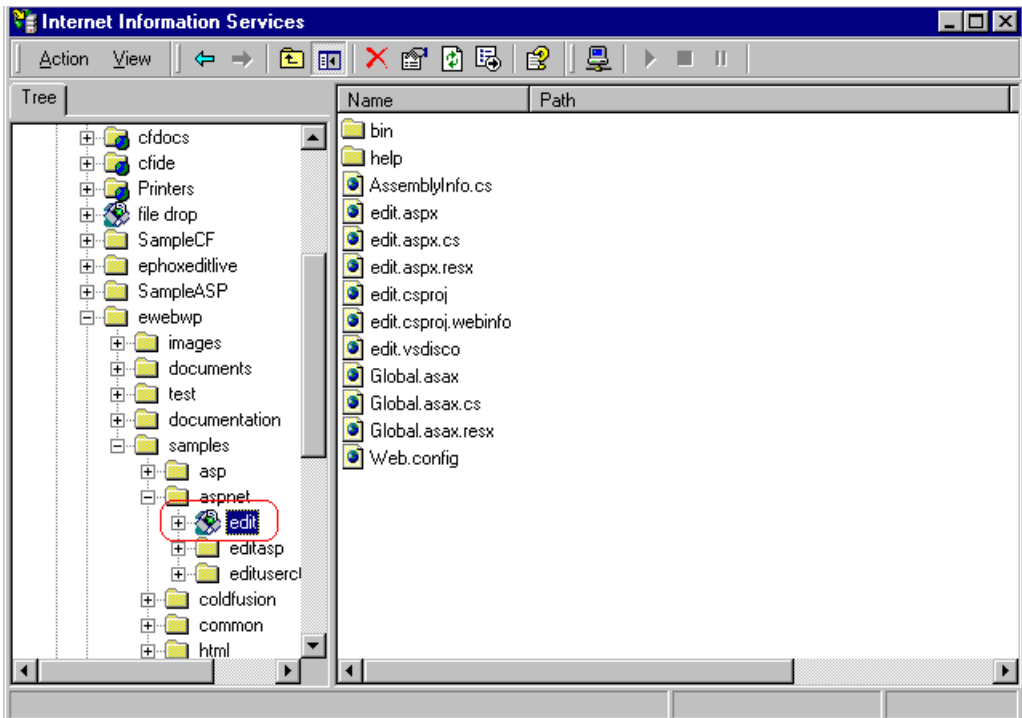 Internet Information Services
Action View
Tree
Name Path
cfdocs
cfide
Printers
file drop
SampleCF
ephoxeditlive
SampleASP
ewebwp
images
documents
test
documentation
samples
asp
aspnet
edit
editasp
edituserct
coldfusion
common
html
bin
help
AssemblyInfo.cs
edit.aspx
edit.aspx.cs
edit.aspx.resx
edit.csproj
edit.csproj.webinfo
edit.vsdisco
Global.asax
Global.asax.cs
Global.asax.resx
Web.config